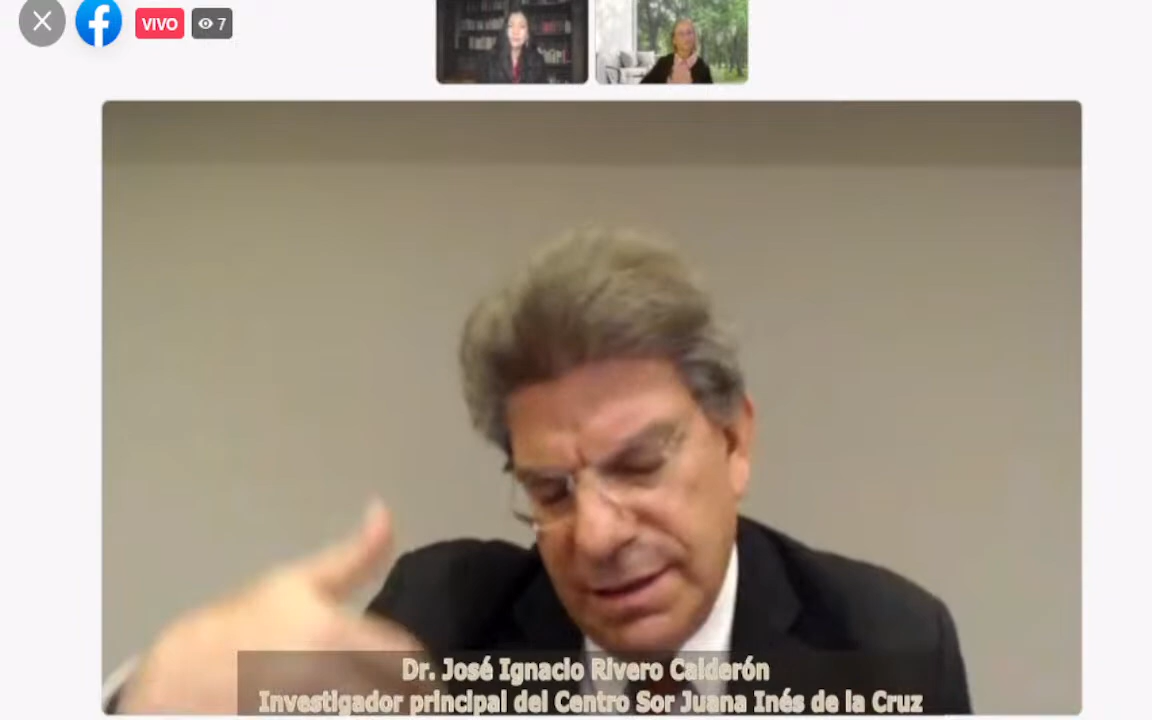 VIVO
7
Dr. José Ignacio Rivero Calderón
Investigador principal del Centro Sor Juana Inés de la Cruz